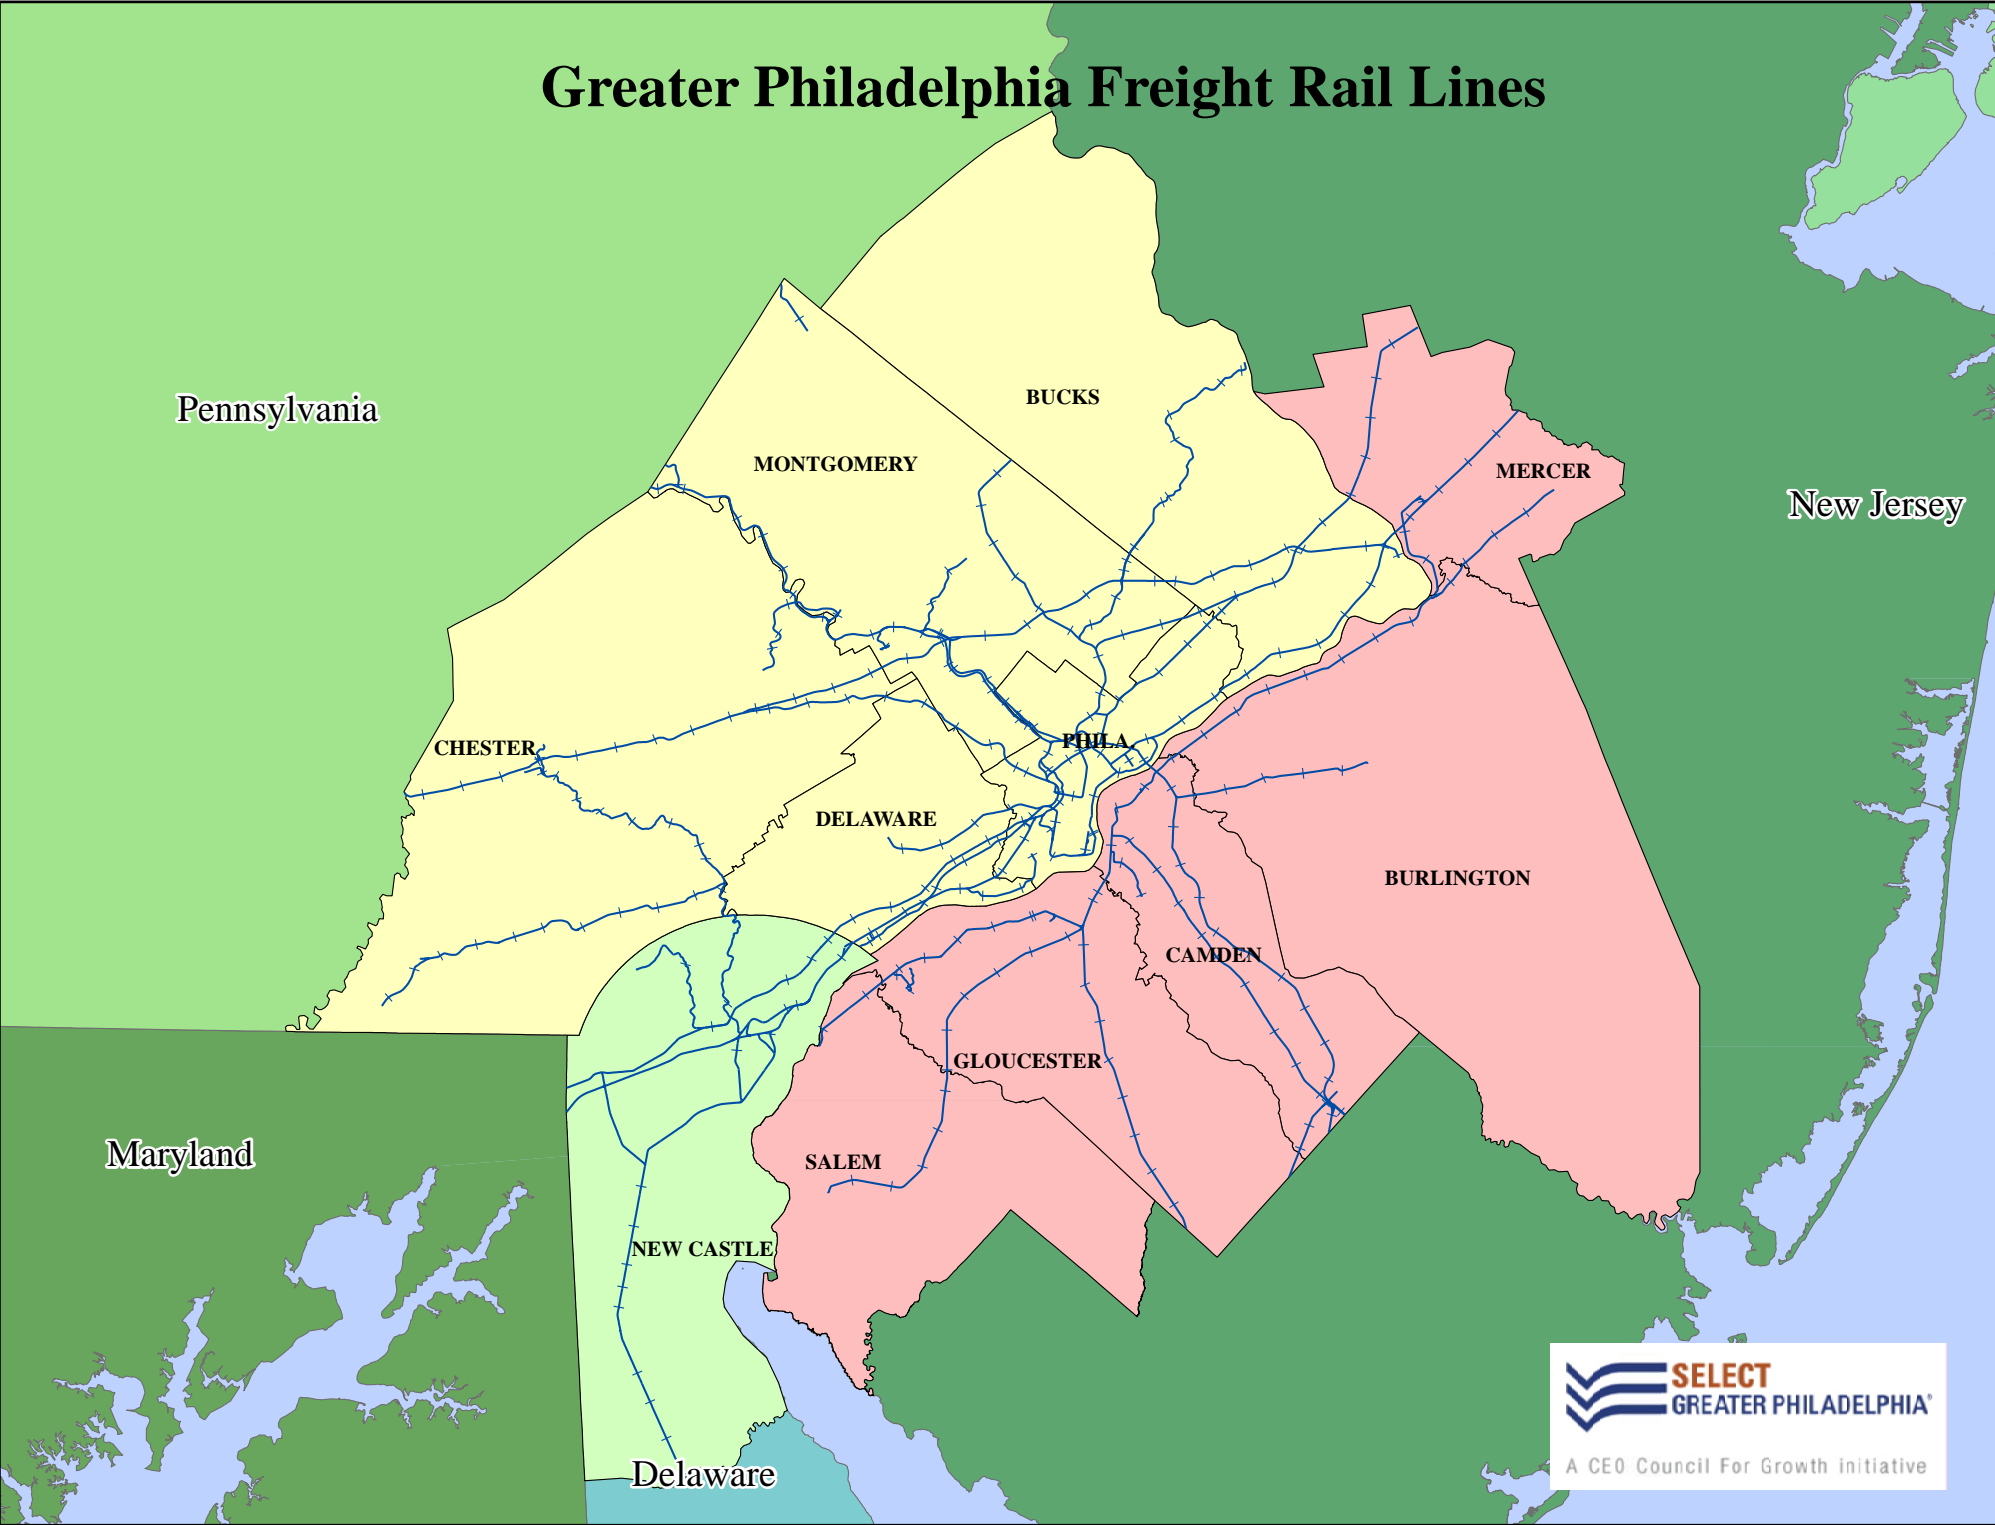 Greater Philadelphia Freight Rail Lines
BUCKS
Pennsylvania
MONTGOMERY
MERCER
New Jersey
PHILA.
CHESTER
DELAWARE
BURLINGTON
CAMDEN
GLOUCESTER
Maryland
SALEM
NEW CASTLE
Delaware
SELECT
GREATER PHILADELPHIA®
A CEO Council For Growth initiative